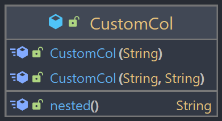 CustomCol
CustomCol(String)
CustomCol(String, String)
nested() String